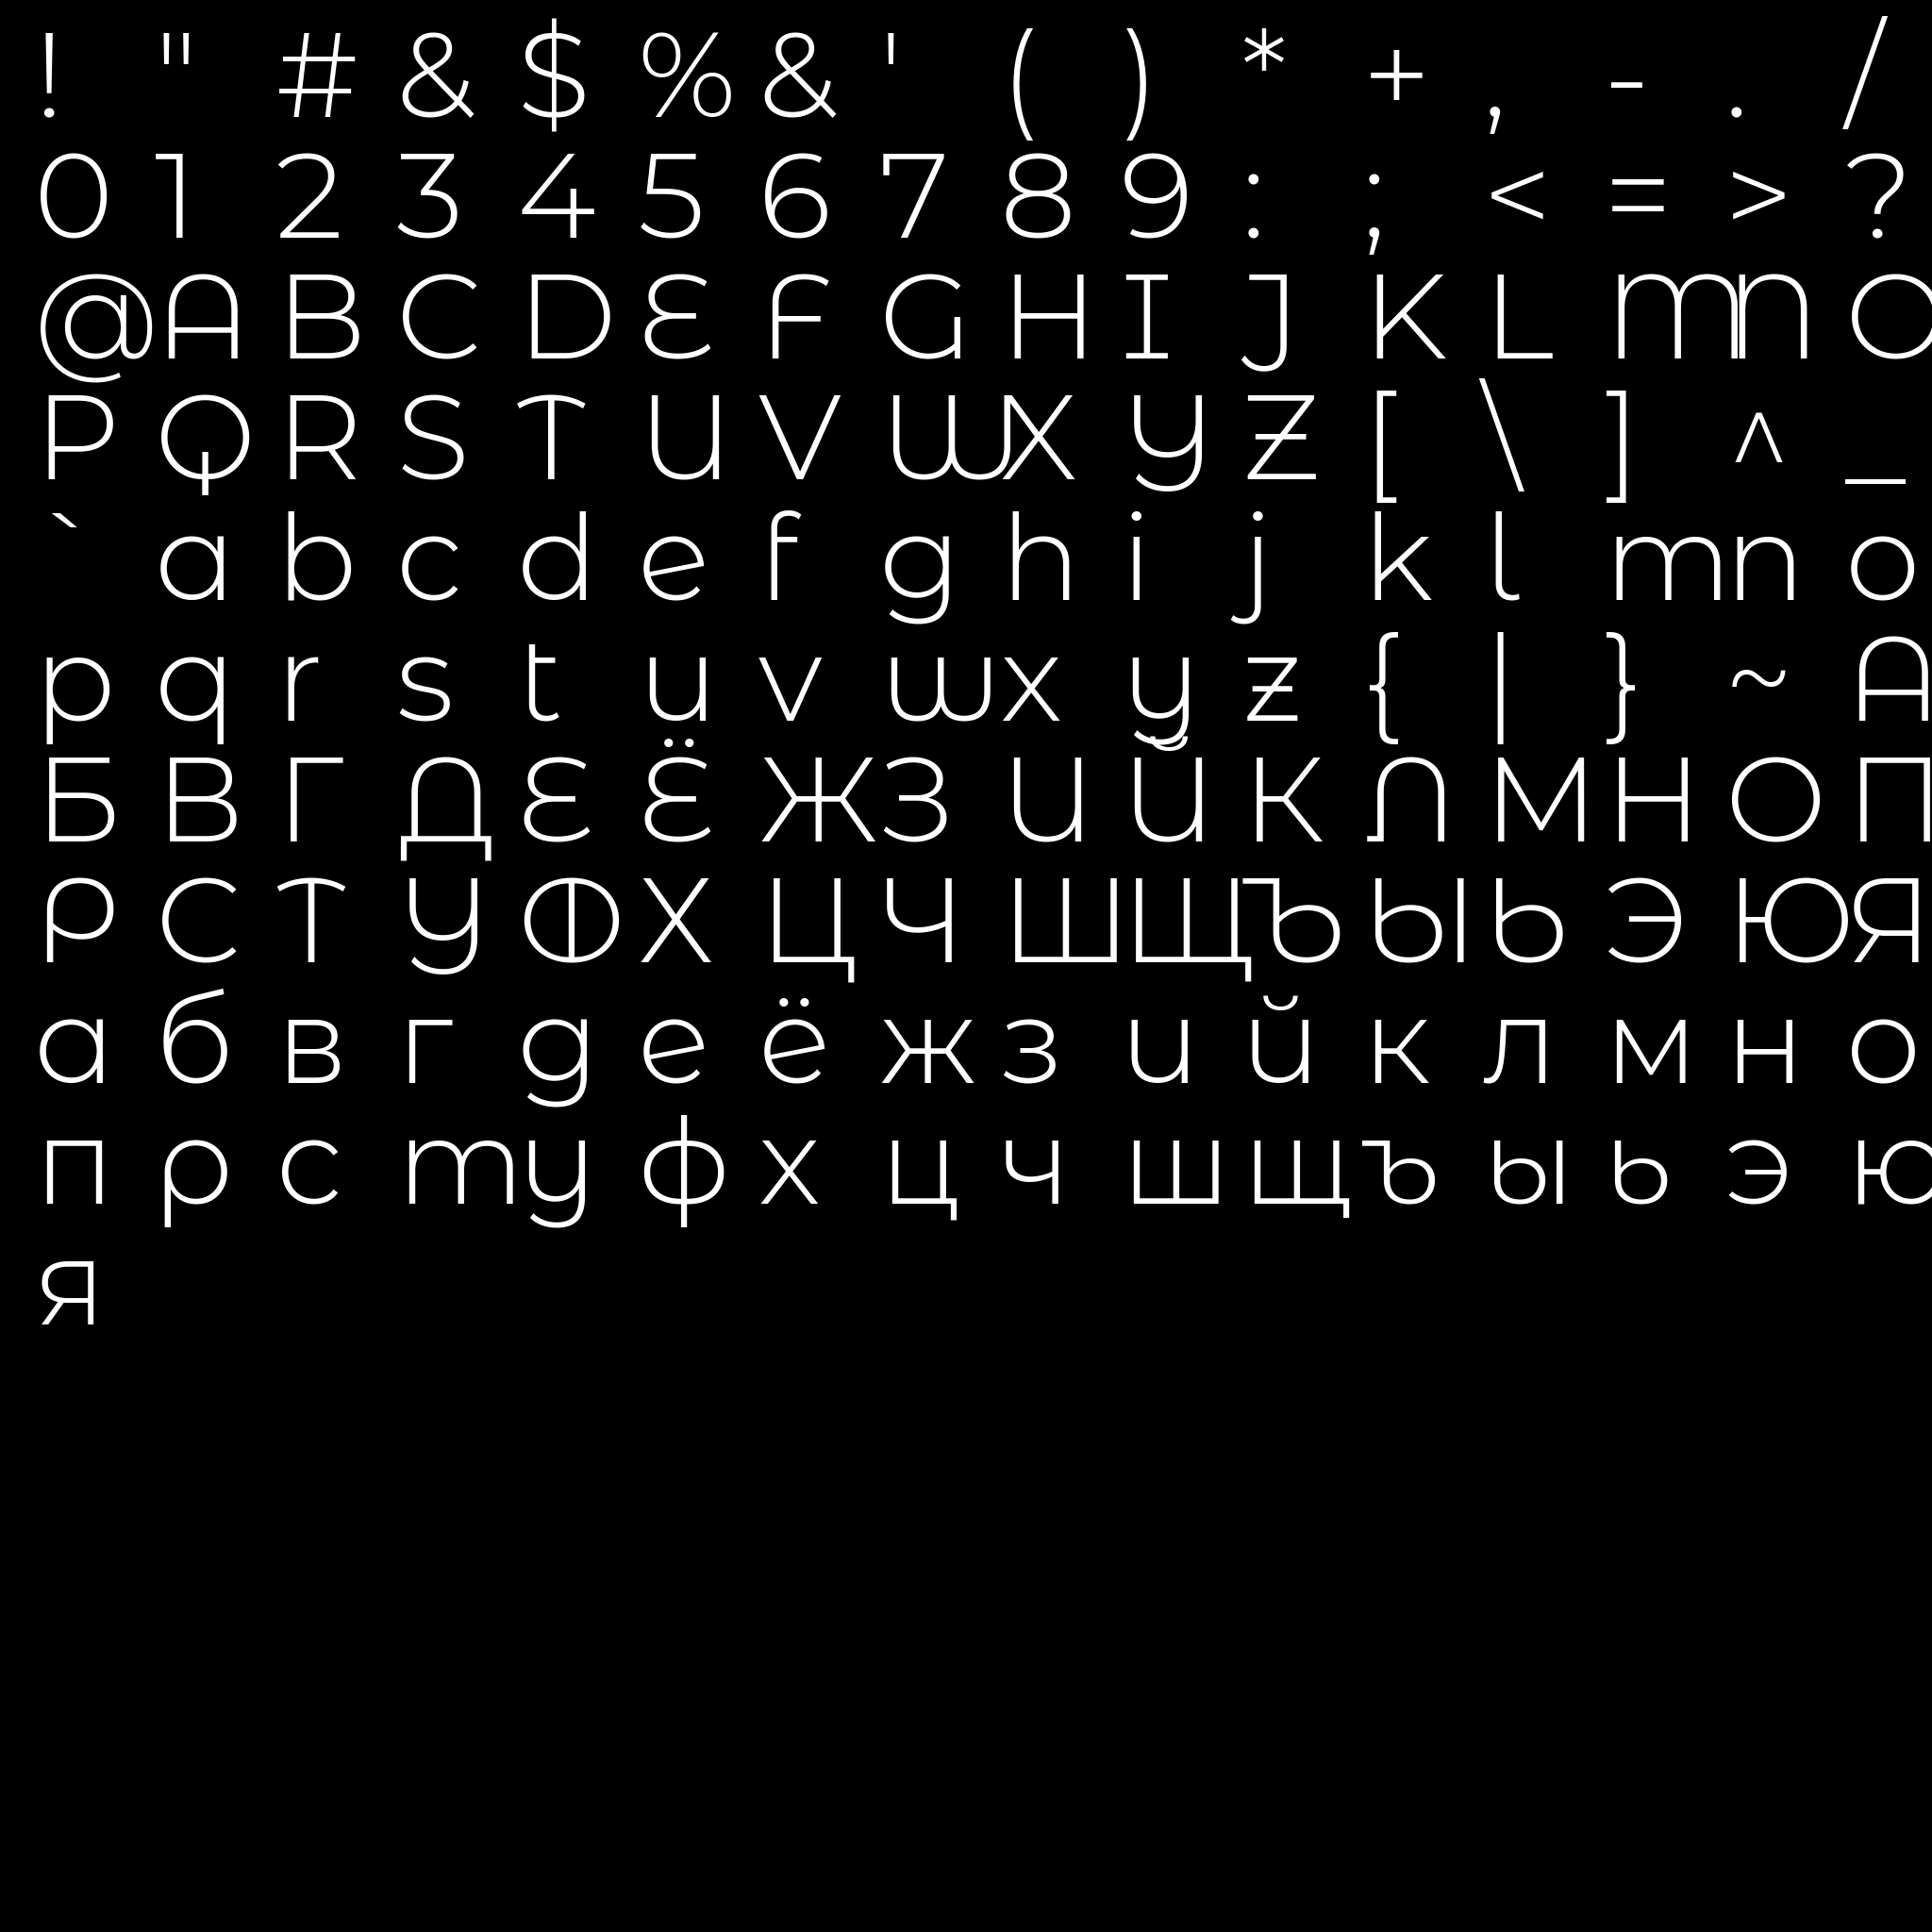 ! " # & $ % & ' ( ) * + , - . /
0 1 2 3 4 5 6 7 8 9 : ; < = > ?
@ A B C D E F G H I J K L M N O
P Q R S T U V W X Y Z [ \ ] ^ _
` a b c d e f g h i j k l m n o
p q r s t u v w x y z { | } ~ А
Б В Г Д Е Ё Ж З И Й К Л М Н О П
Р С Т У Ф Х Ц Ч Ш Щ Ъ Ы Ь Э Ю Я
а б в г д е ё ж з и й к л м н о
п р с т у ф х ц ч ш щ ъ ы ь э ю
я